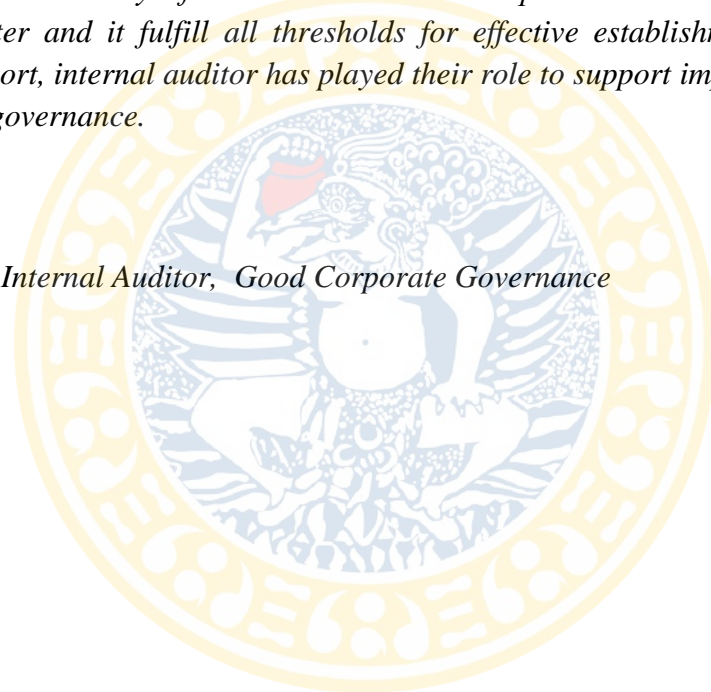 ter and it fulfill all thresholds for effective establish
ort, internal auditor has played their role to support im
governance.
Internal Auditor, Good Corporate Governance